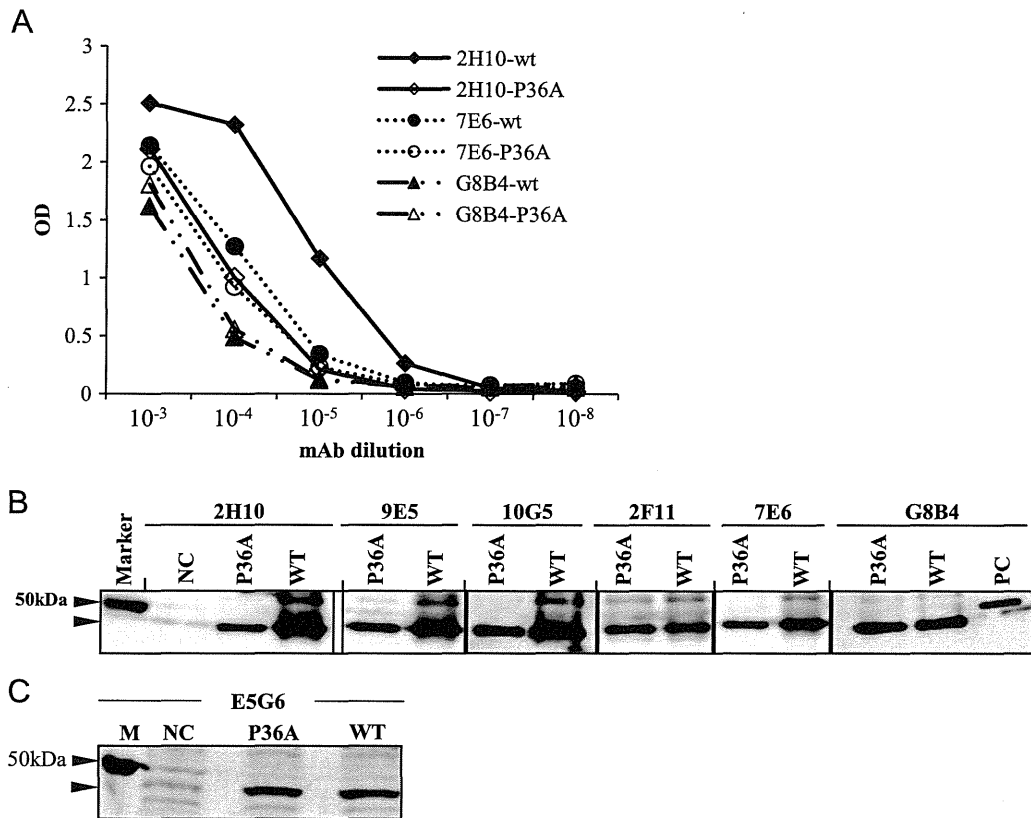 A
3
2.5
2
1.5
1
0.5
0
OD
10-3 10-4 10-5 10-6 10-7 10-8
mAb dilution
2H10-wt
2H10-P36A
7E6-wt
7E6-P36A
G8B4-wt
G8B4-P36A
B
2H10 9E5 10G5 2F11 7E6 G8B4
Marker NC P36A WT P36A WT P36A WT P36A WT P36A WT P36A WT PC
50kDa
C
E5G6
M NC P36A WT
50kDa